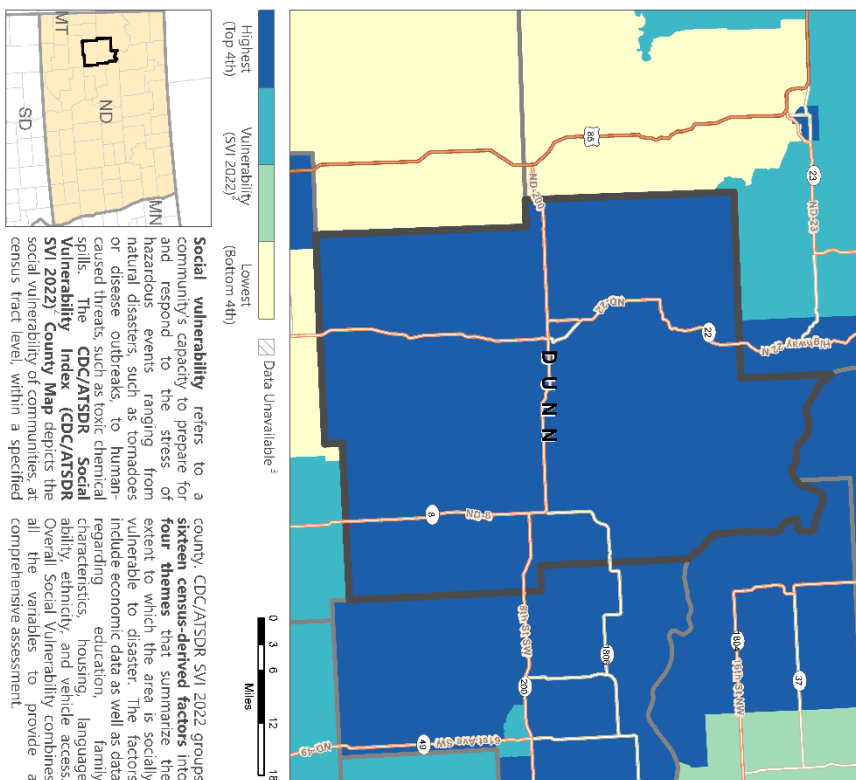 23
ND-23
Highway 22 N
37
1804
16th St NW
22
85
ND-22
1806
ND-200
DUNN
8th St SW
200
ND-8
8
61st Ave SW
49
ND-49
Highest
(Top 4th)
Vulnerability
(SVI 2022)²
Lowest
(Bottom 4th)
Data Unavailable ³
0 3 6 12 18
Miles
MT
ND
MN
SD
Social vulnerability refers to a
community's capacity to prepare for
and respond to the stress of
hazardous events ranging from
natural disasters, such as tornadoes
or disease outbreaks, to human-
caused threats, such as toxic chemical
spills. The CDC/ATSDR Social
Vulnerability Index (CDC/ATSDR
SVI 2022)² County Map depicts the
social vulnerability of communities, at
census tract level, within a specified
county. CDC/ATSDR SVI 2022 groups
sixteen census-derived factors into
four themes that summarize the
extent to which the area is socially
vulnerable to disaster. The factors
include economic data as well as data
regarding education, family
characteristics, housing, language
ability, ethnicity, and vehicle access.
Overall Social Vulnerability combines
all the variables to provide a
comprehensive assessment.